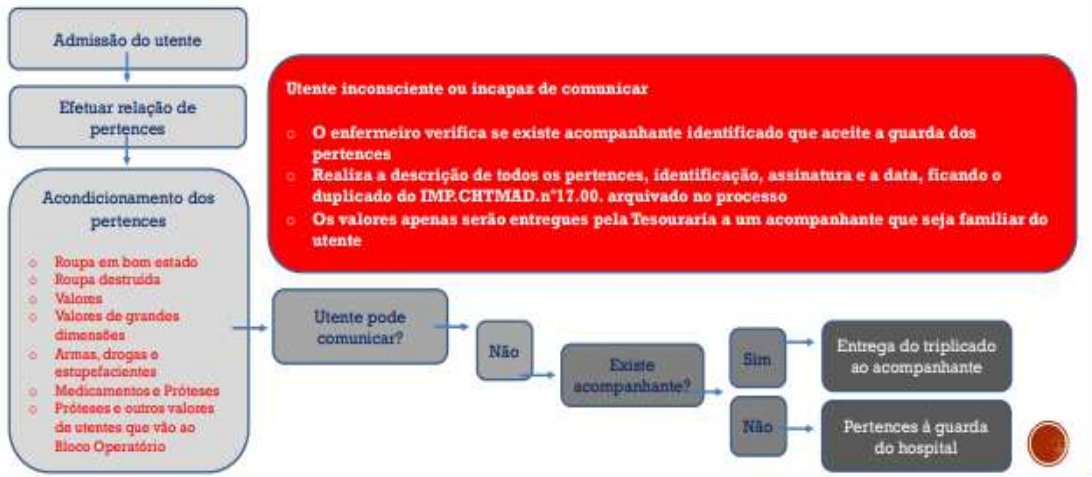 Admissão do utente
Efetuar relação de
pertences
Acondicionamento dos
pertences
o Roupa em bom estado
o Roupa destruída
o Valores
o Valores de grandes
dimensões
o Armas, drogas e
estupefacientes
o Medicamentos e Próteses
o Próteses e outros valores
de utentes que vão ao
Bloco Operatório
Utente inconsciente ou incapaz de comunicar
o O enfermeiro verifica se existe acompanhante identificado que aceite a guarda dos
pertences
o Realiza a descrição de todos os pertences, identificação, assinatura e a data, ficando o
duplicado do IMP.CHTMAD.nº17.00. arquivado no processo
o Os valores apenas serão entregues pela Tesouraria a um acompanhante que seja familiar do
utente
Utente pode
comunicar?
Não
Existe
acompanhante?
Sim
Entrega do triplicado
ao acompanhante
Não
Pertences à guarda
do hospital